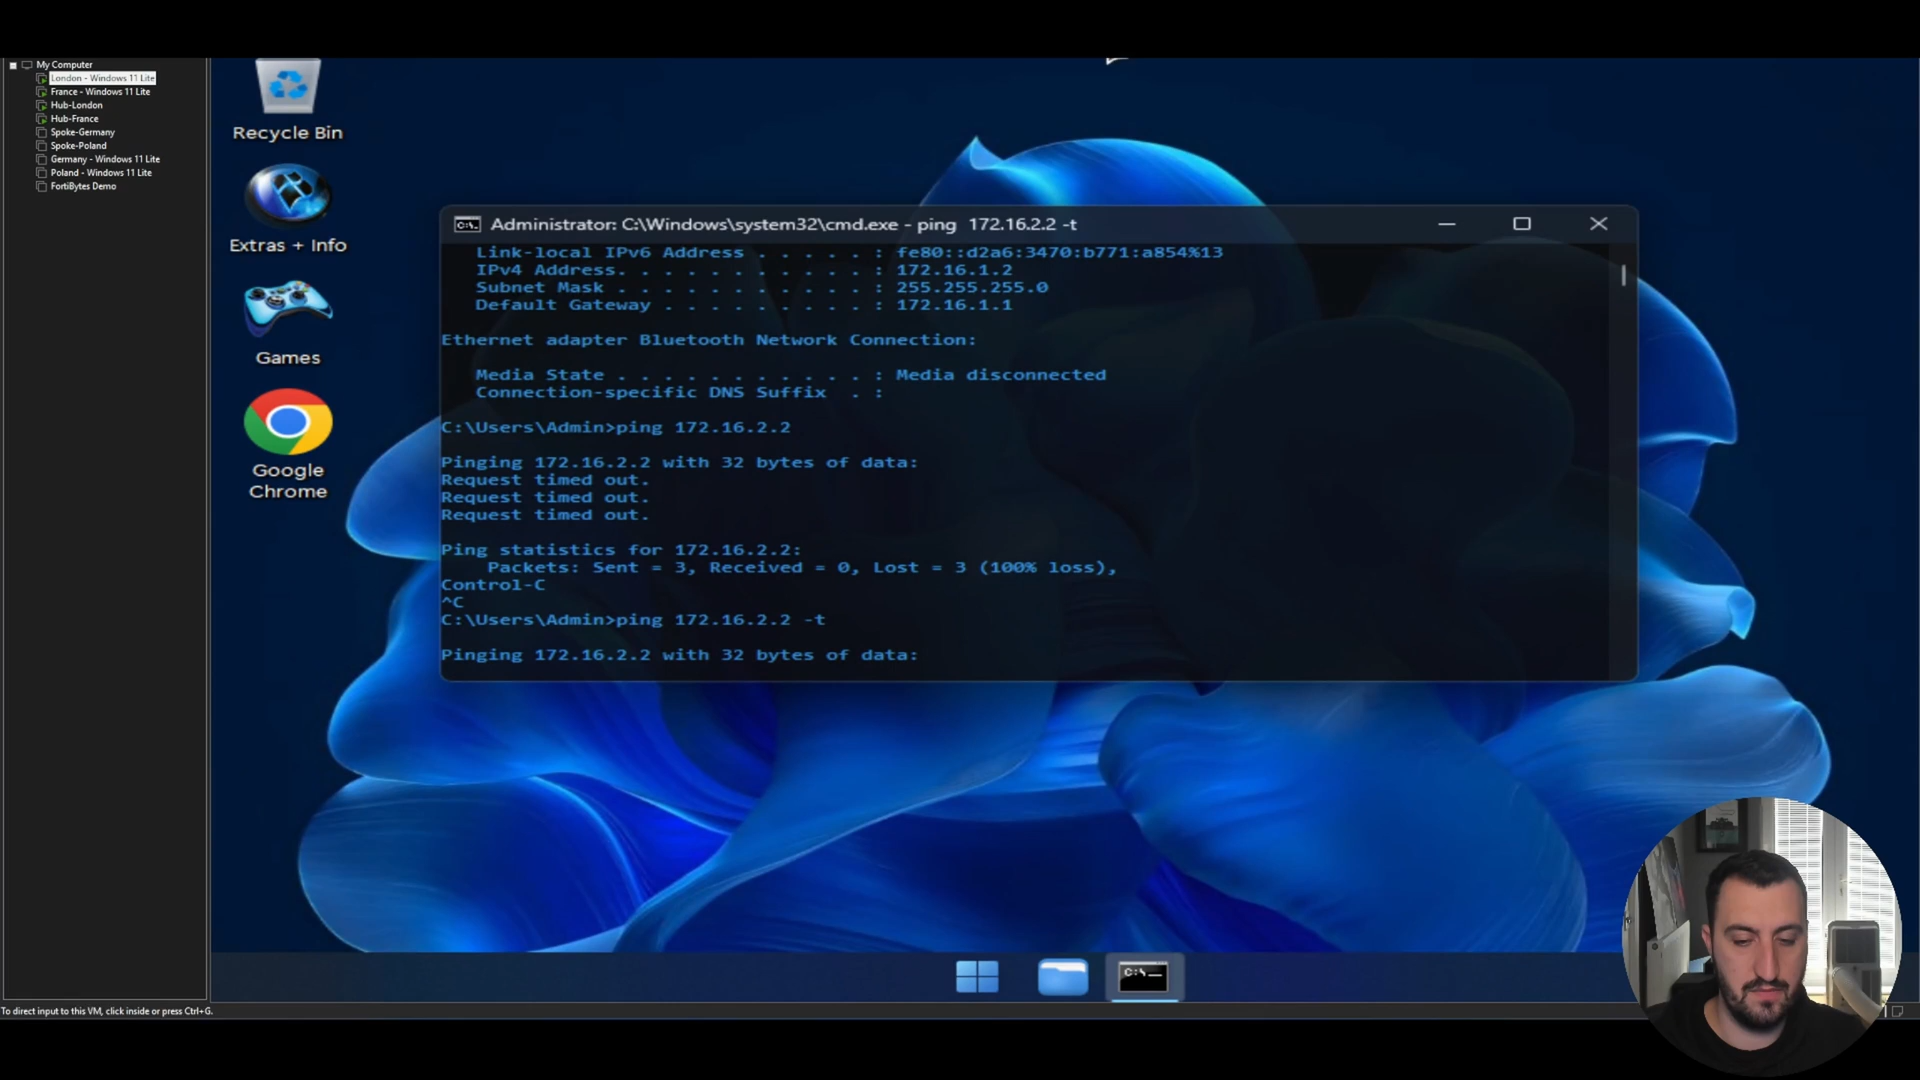 My Computer
London - Windows 11 Lite
France - Windows 11 Lite
Hub-London
Hub-France
Spoke-Germany
Spoke-Poland
Germany - Windows 11 Lite
Poland - Windows 11 Lite
FortiBytes Demo
Recycle Bin
Extras + Info
Games
Google
Chrome
Administrator: C:\Windows\system32\cmd.exe - ping  172.16.2.2 -t
Link-local IPv6 Address . . . . . : fe80::d2a6:3470:b771:a854%13
IPv4 Address. . . . . . . . . . . : 172.16.1.2
Subnet Mask . . . . . . . . . . . : 255.255.255.0
Default Gateway . . . . . . . . . : 172.16.1.1
Ethernet adapter Bluetooth Network Connection:
Media State . . . . . . . . . . . : Media disconnected
Connection-specific DNS Suffix  . :
C:\Users\Admin>ping 172.16.2.2
Pinging 172.16.2.2 with 32 bytes of data:
Request timed out.
Request timed out.
Request timed out.
Ping statistics for 172.16.2.2:
Packets: Sent = 3, Received = 0, Lost = 3 (100% loss),
Control-C
^C
C:\Users\Admin>ping 172.16.2.2 -t
Pinging 172.16.2.2 with 32 bytes of data:
C:\
To direct input to this VM, click inside or press Ctrl+G.